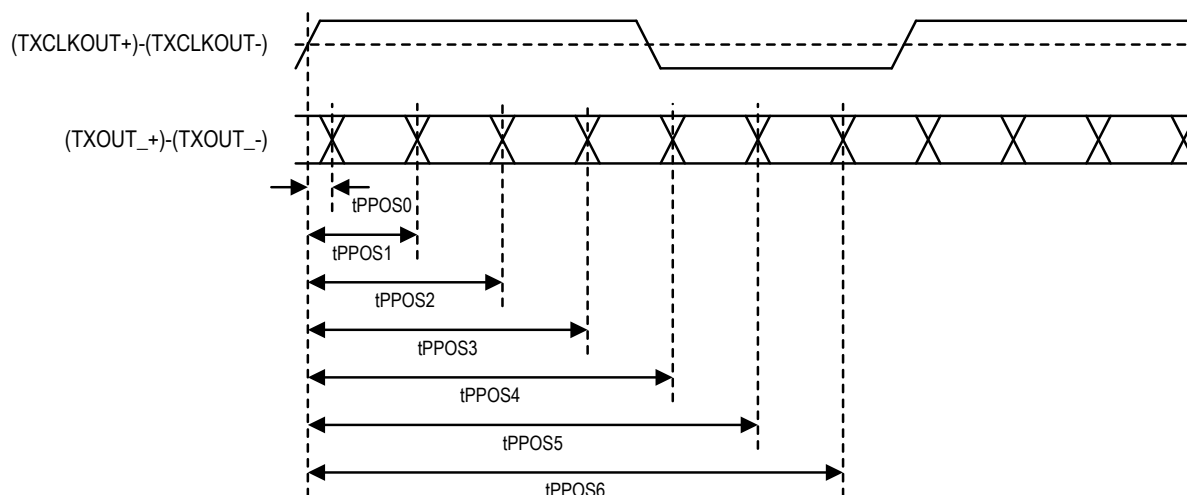 (TXCLKOUT+)-(TXCLKOUT-)
(TXOUT_+)-(TXOUT_-)
tPPOS0
tPPOS1
tPPOS2
tPPOS3
tPPOS4
tPPOS5
tPPOS6